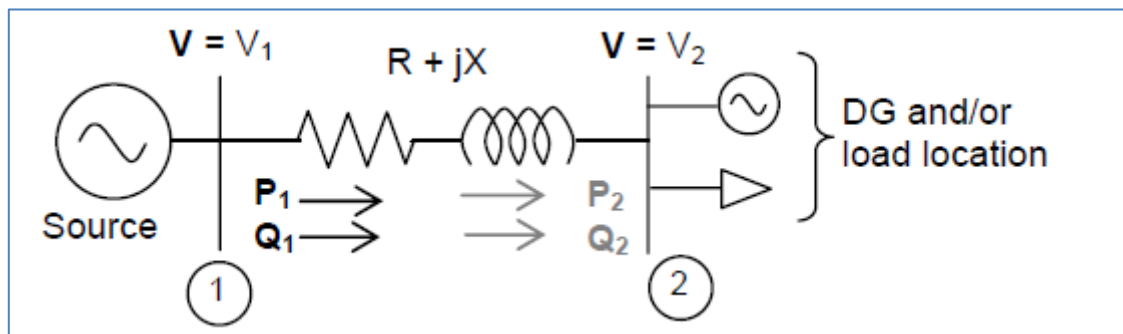 V = V₁
R + jX
V = V₂
DG and/or
load location
P₁
P₂
Source
Q₁
Q₂
1
2